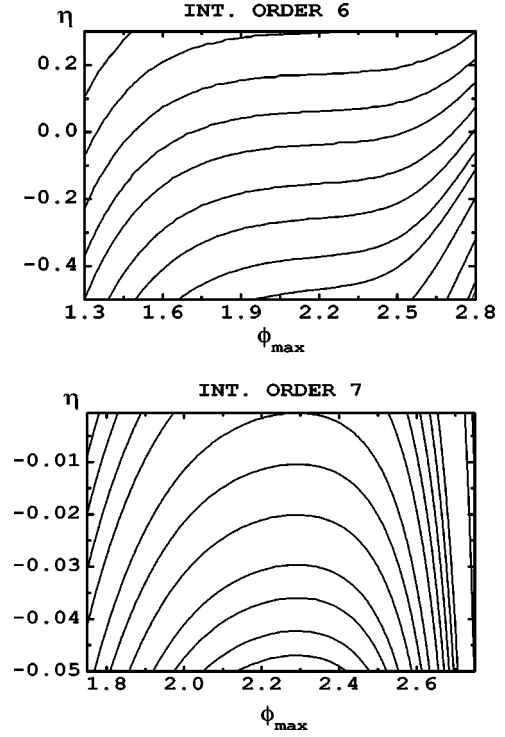 INT. ORDER 6
η
0.2
0.0
-0.2
-0.4
1.3 1.6 1.9 2.2 2.5 2.8
ϕmax
INT. ORDER 7
η
-0.01
-0.02
-0.03
-0.04
-0.05
1.8 2.0 2.2 2.4 2.6
ϕmax